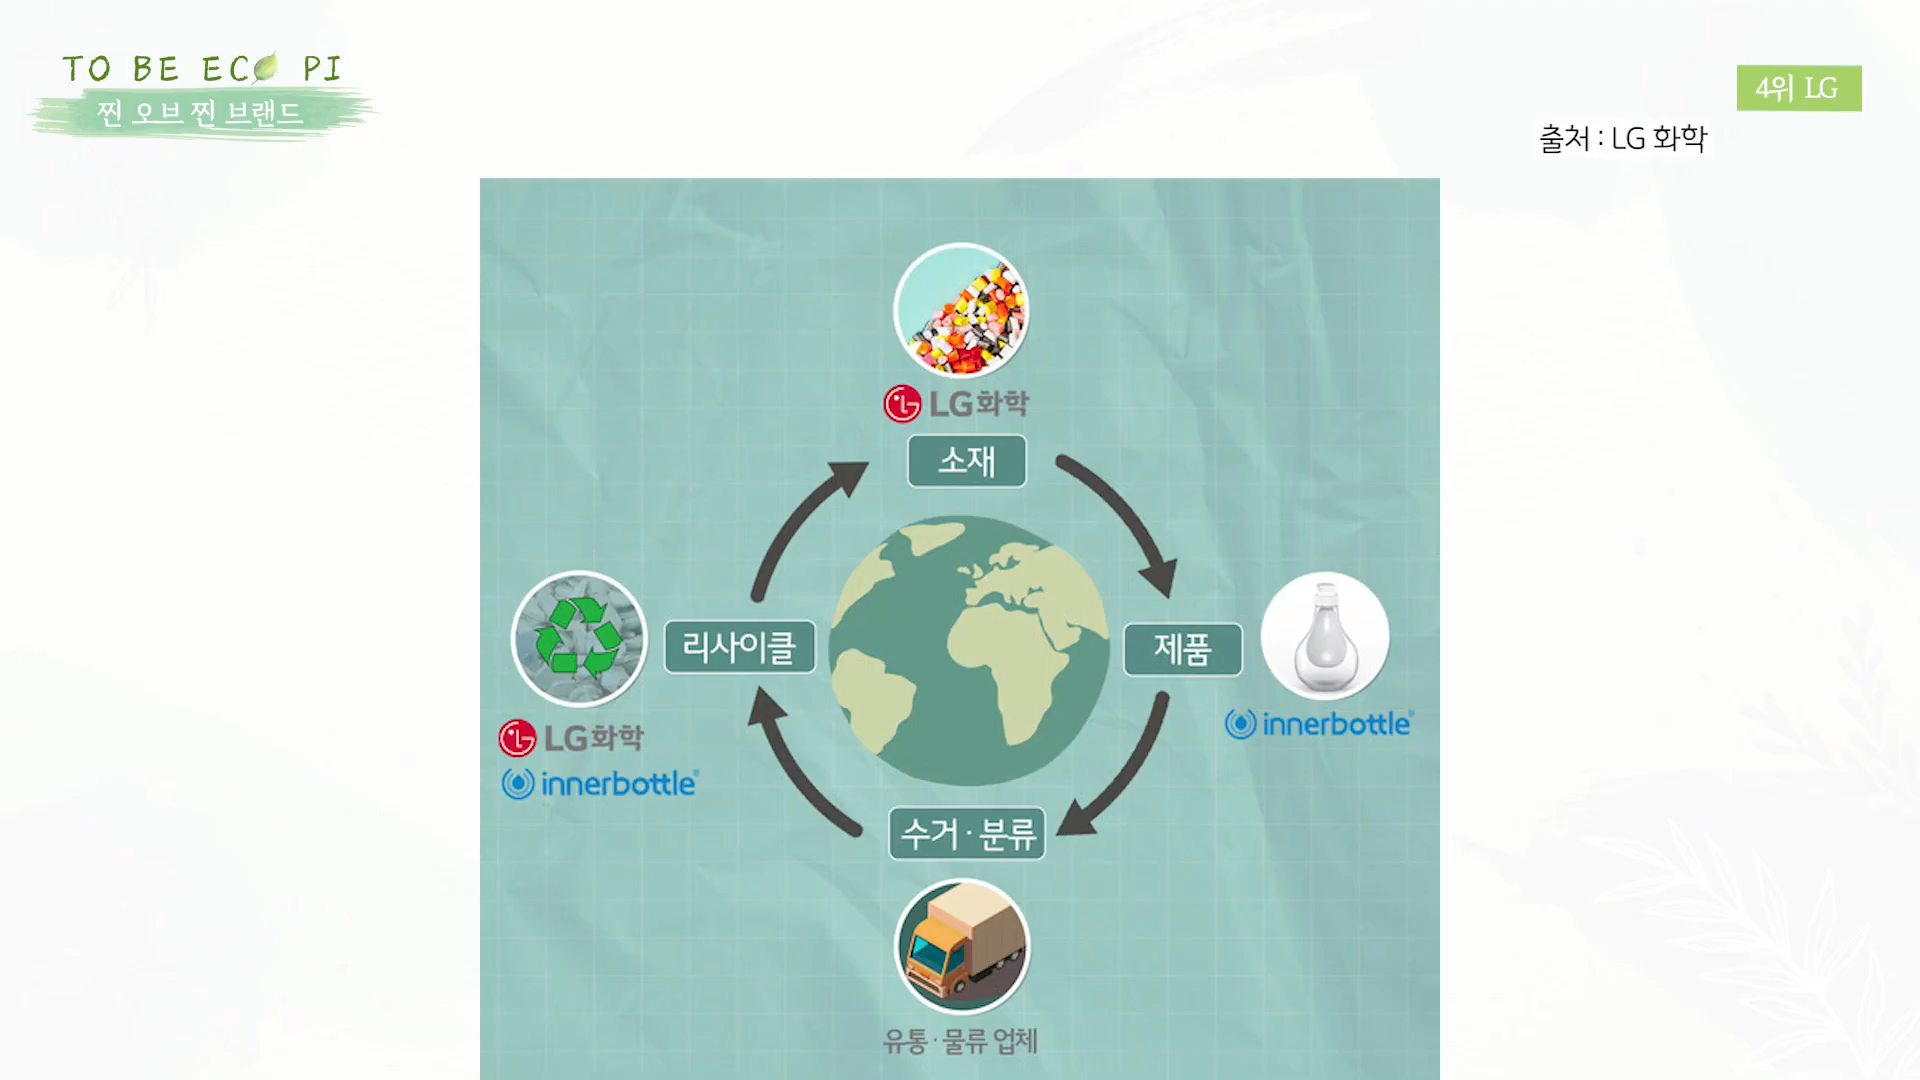 TO BE ECO PI
찐 오브 찐 브랜드
4위 LG
출처 : LG 화학
LG화학
소재
리사이클
제품
LG화학
innerbottle
innerbottle
수거·분류
유통·물류 업체